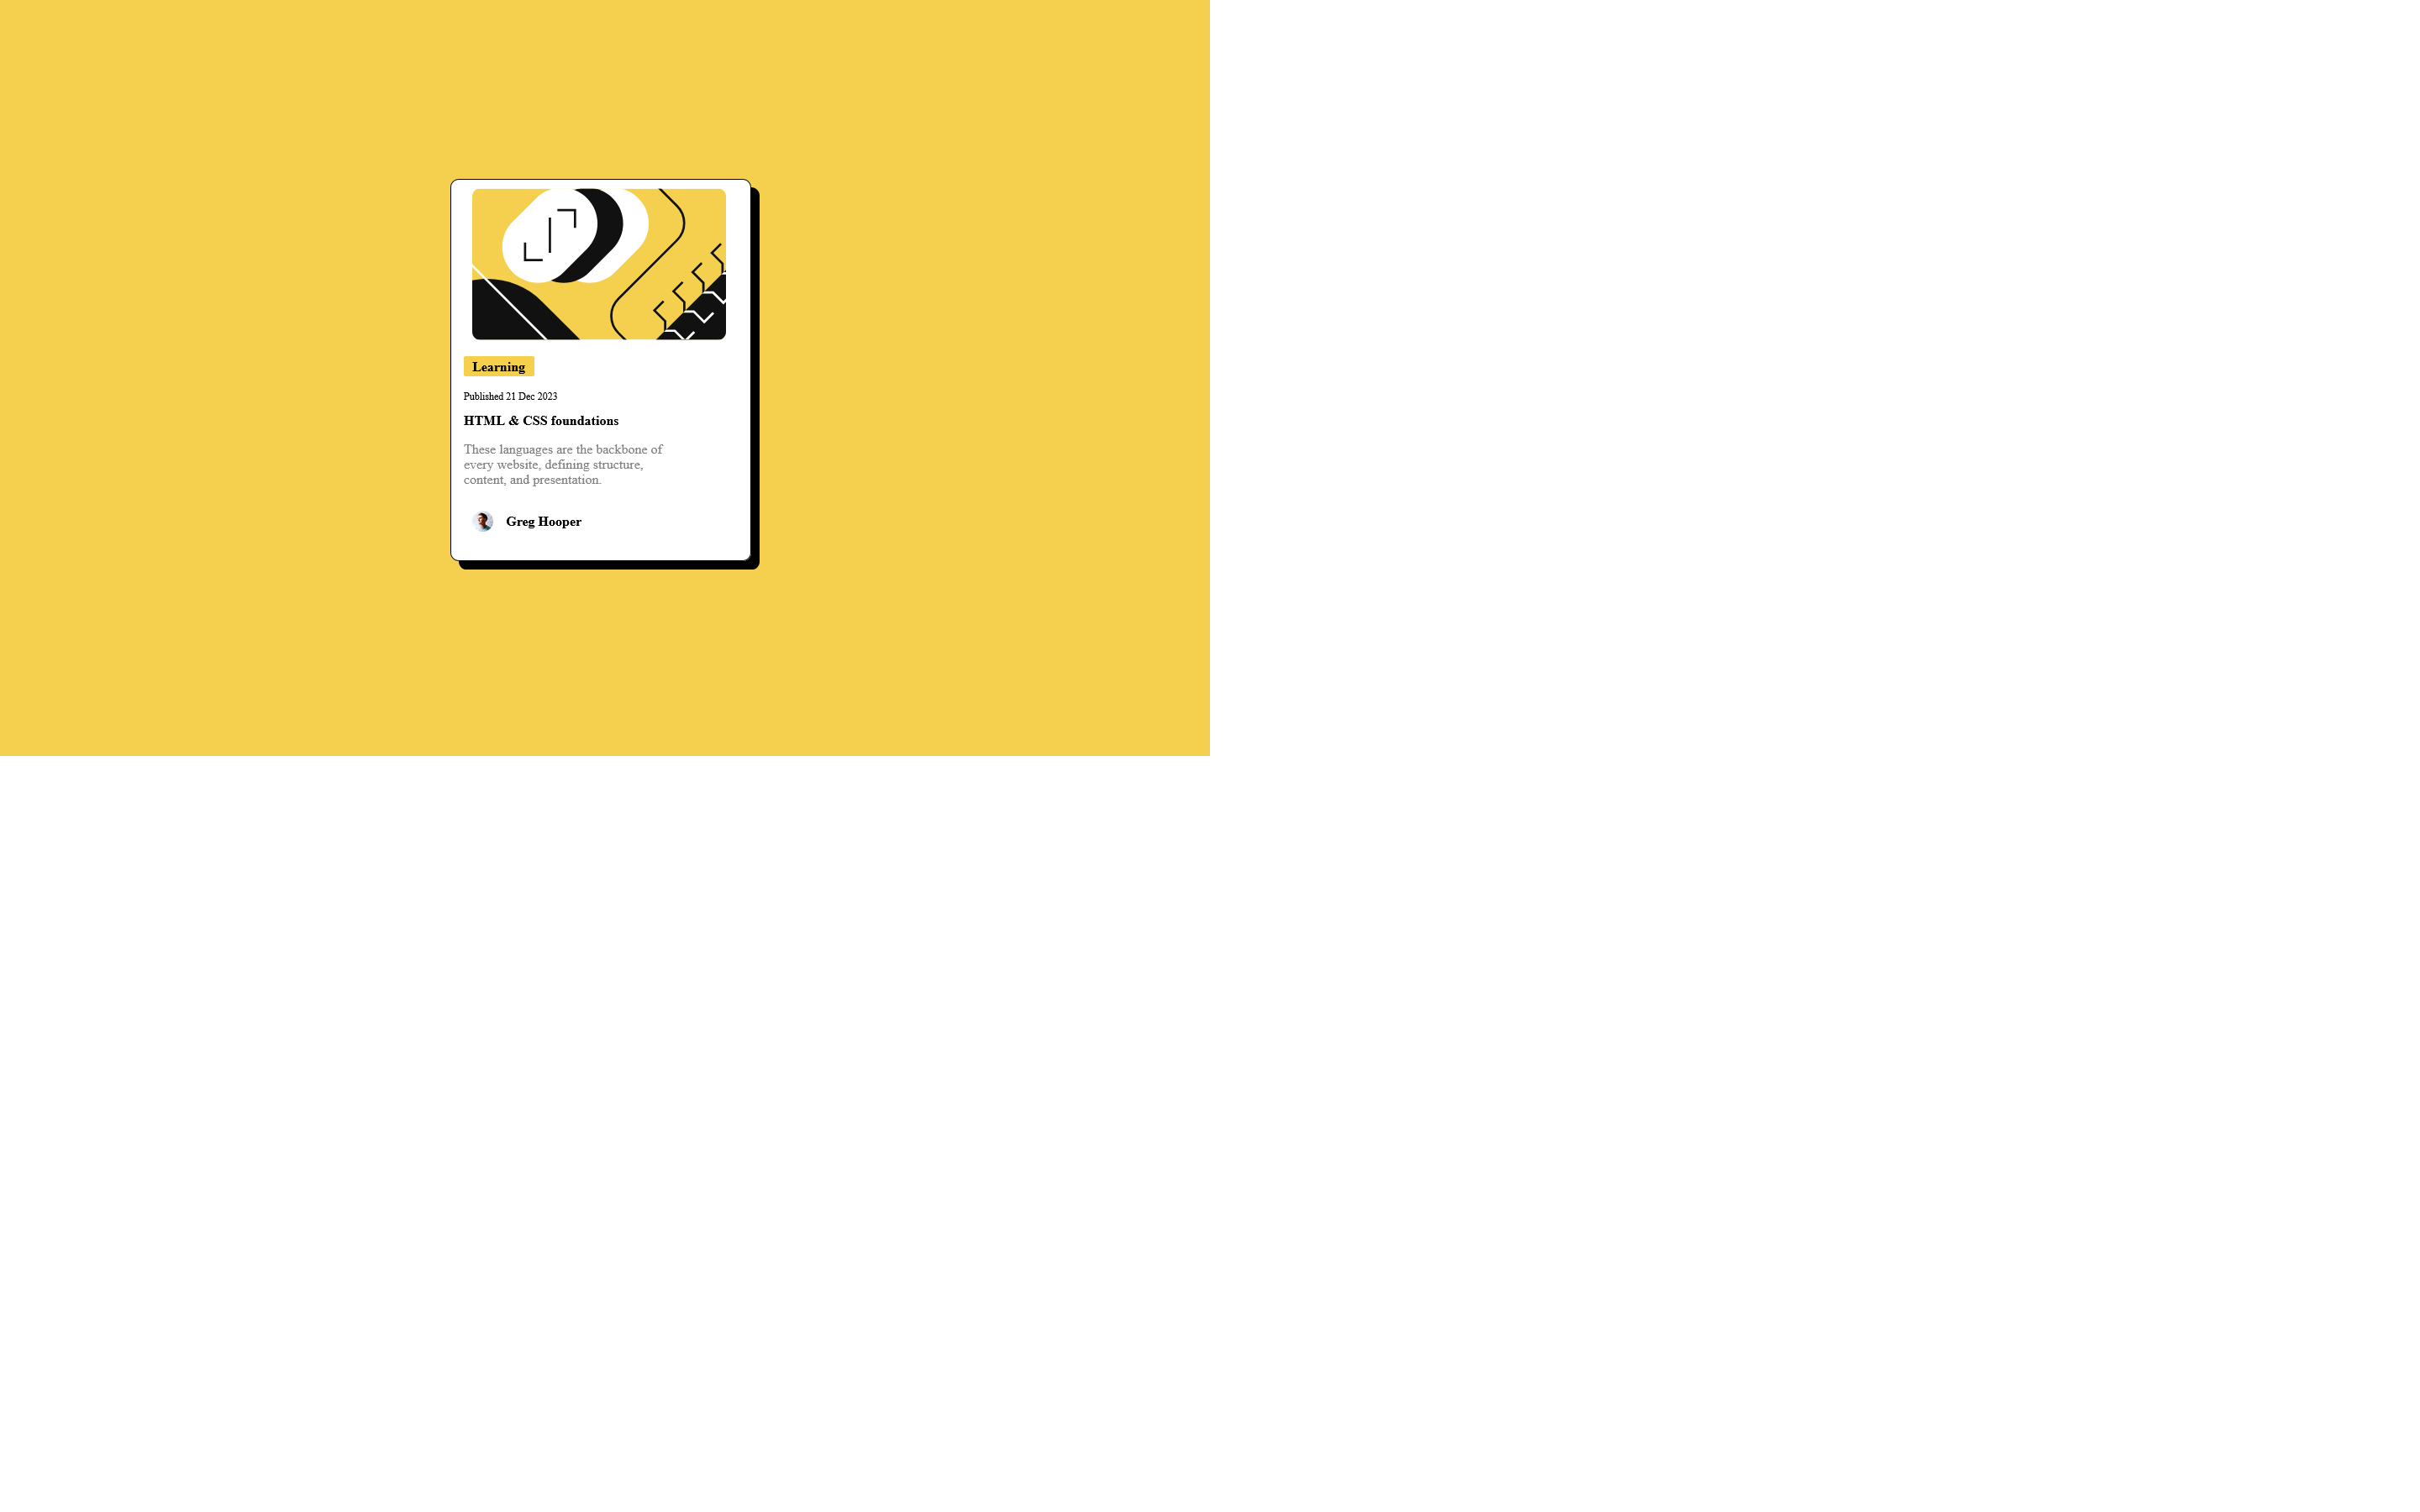 Learning
Published 21 Dec 2023
HTML & CSS foundations
These languages are the backbone of
every website, defining structure,
content, and presentation.
Greg Hooper